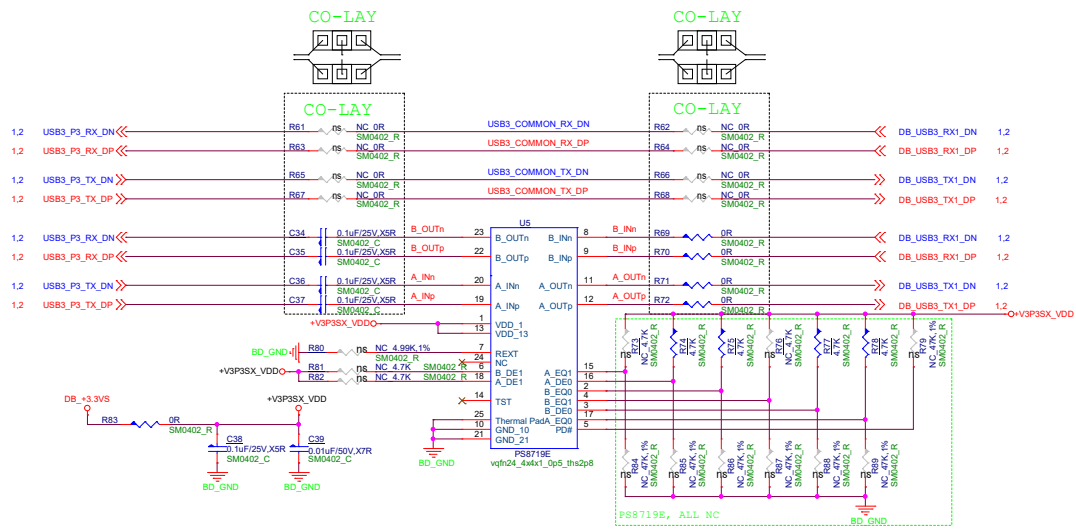 CO-LAY CO-LAY
CO-LAY CO-LAY
1,2 USB3_P3_RX_DN R61 ns NC_0R SM0402_R USB3_COMMON_RX_DN R62 ns NC_0R SM0402_R DB_USB3_RX1_DN 1,2
1,2 USB3_P3_RX_DP R63 ns NC_0R SM0402_R USB3_COMMON_RX_DP R64 ns NC_0R SM0402_R DB_USB3_RX1_DP 1,2
1,2 USB3_P3_TX_DN R65 ns NC_0R SM0402_R USB3_COMMON_TX_DN R66 ns NC_0R SM0402_R DB_USB3_TX1_DN 1,2
1,2 USB3_P3_TX_DP R67 ns NC_0R SM0402_R USB3_COMMON_TX_DP R68 ns NC_0R SM0402_R DB_USB3_TX1_DP 1,2
U5
1,2 USB3_P3_RX_DN C34 0.1uF/25V,X5R SM0402_C B_OUTn 23 B_OUTn B_INn 8 B_INn R69 0R SM0402_R DB_USB3_RX1_DN 1,2
1,2 USB3_P3_RX_DP C35 0.1uF/25V,X5R SM0402_C B_OUTp 22 B_OUTp B_INp 9 B_INp R70 0R SM0402_R DB_USB3_RX1_DP 1,2
1,2 USB3_P3_TX_DN C36 0.1uF/25V,X5R SM0402_C A_INn 20 A_INn A_OUTn 11 A_OUTn R71 0R SM0402_R DB_USB3_TX1_DN 1,2
1,2 USB3_P3_TX_DP C37 0.1uF/25V,X5R SM0402_C A_INp 19 A_INp A_OUTp 12 A_OUTp R72 0R SM0402_R DB_USB3_TX1_DP 1,2
+V3P3SX_VDD 1 VDD_1 +V3P3SX_VDD
13 VDD_13
R73 NC_4.7K SM0402_R
R74 4.7K SM0402_R
R75 4.7K SM0402_R
R76 NC_4.7K SM0402_R
R77 4.7K SM0402_R
R78 4.7K SM0402_R
R79 NC_47K,1% SM0402_R
BD_GND R80 ns NC_4.99K,1% SM0402_R 7 REXT
24 NC
+V3P3SX_VDD R81 ns NC_4.7K SM0402_R 6 B_DE1 A_EQ1 15
R82 ns NC_4.7K SM0402_R 18 A_DE1 A_DE0 16
B_EQ0 2
14 TST B_EQ1 4
B_DE0 3
25 Thermal Pad A_EQ0 17
10 GND_10 PD# 5
21 GND_21
PS8719E
vqfn24_4x4x1_0p5_ths2p8
BD_GND
DB_+3.3VS +V3P3SX_VDD
R83 0R SM0402_R
C38 0.1uF/25V,X5R SM0402_C
C39 0.01uF/50V,X7R SM0402_C
BD_GND BD_GND
R84 NC_47K,1% SM0402_R
R85 NC_47K,1% SM0402_R
R86 NC_47K,1% SM0402_R
R87 NC_47K,1% SM0402_R
R88 NC_47K,1% SM0402_R
R89 NC_47K,1% SM0402_R
PS8719E, ALL NC
BD_GND